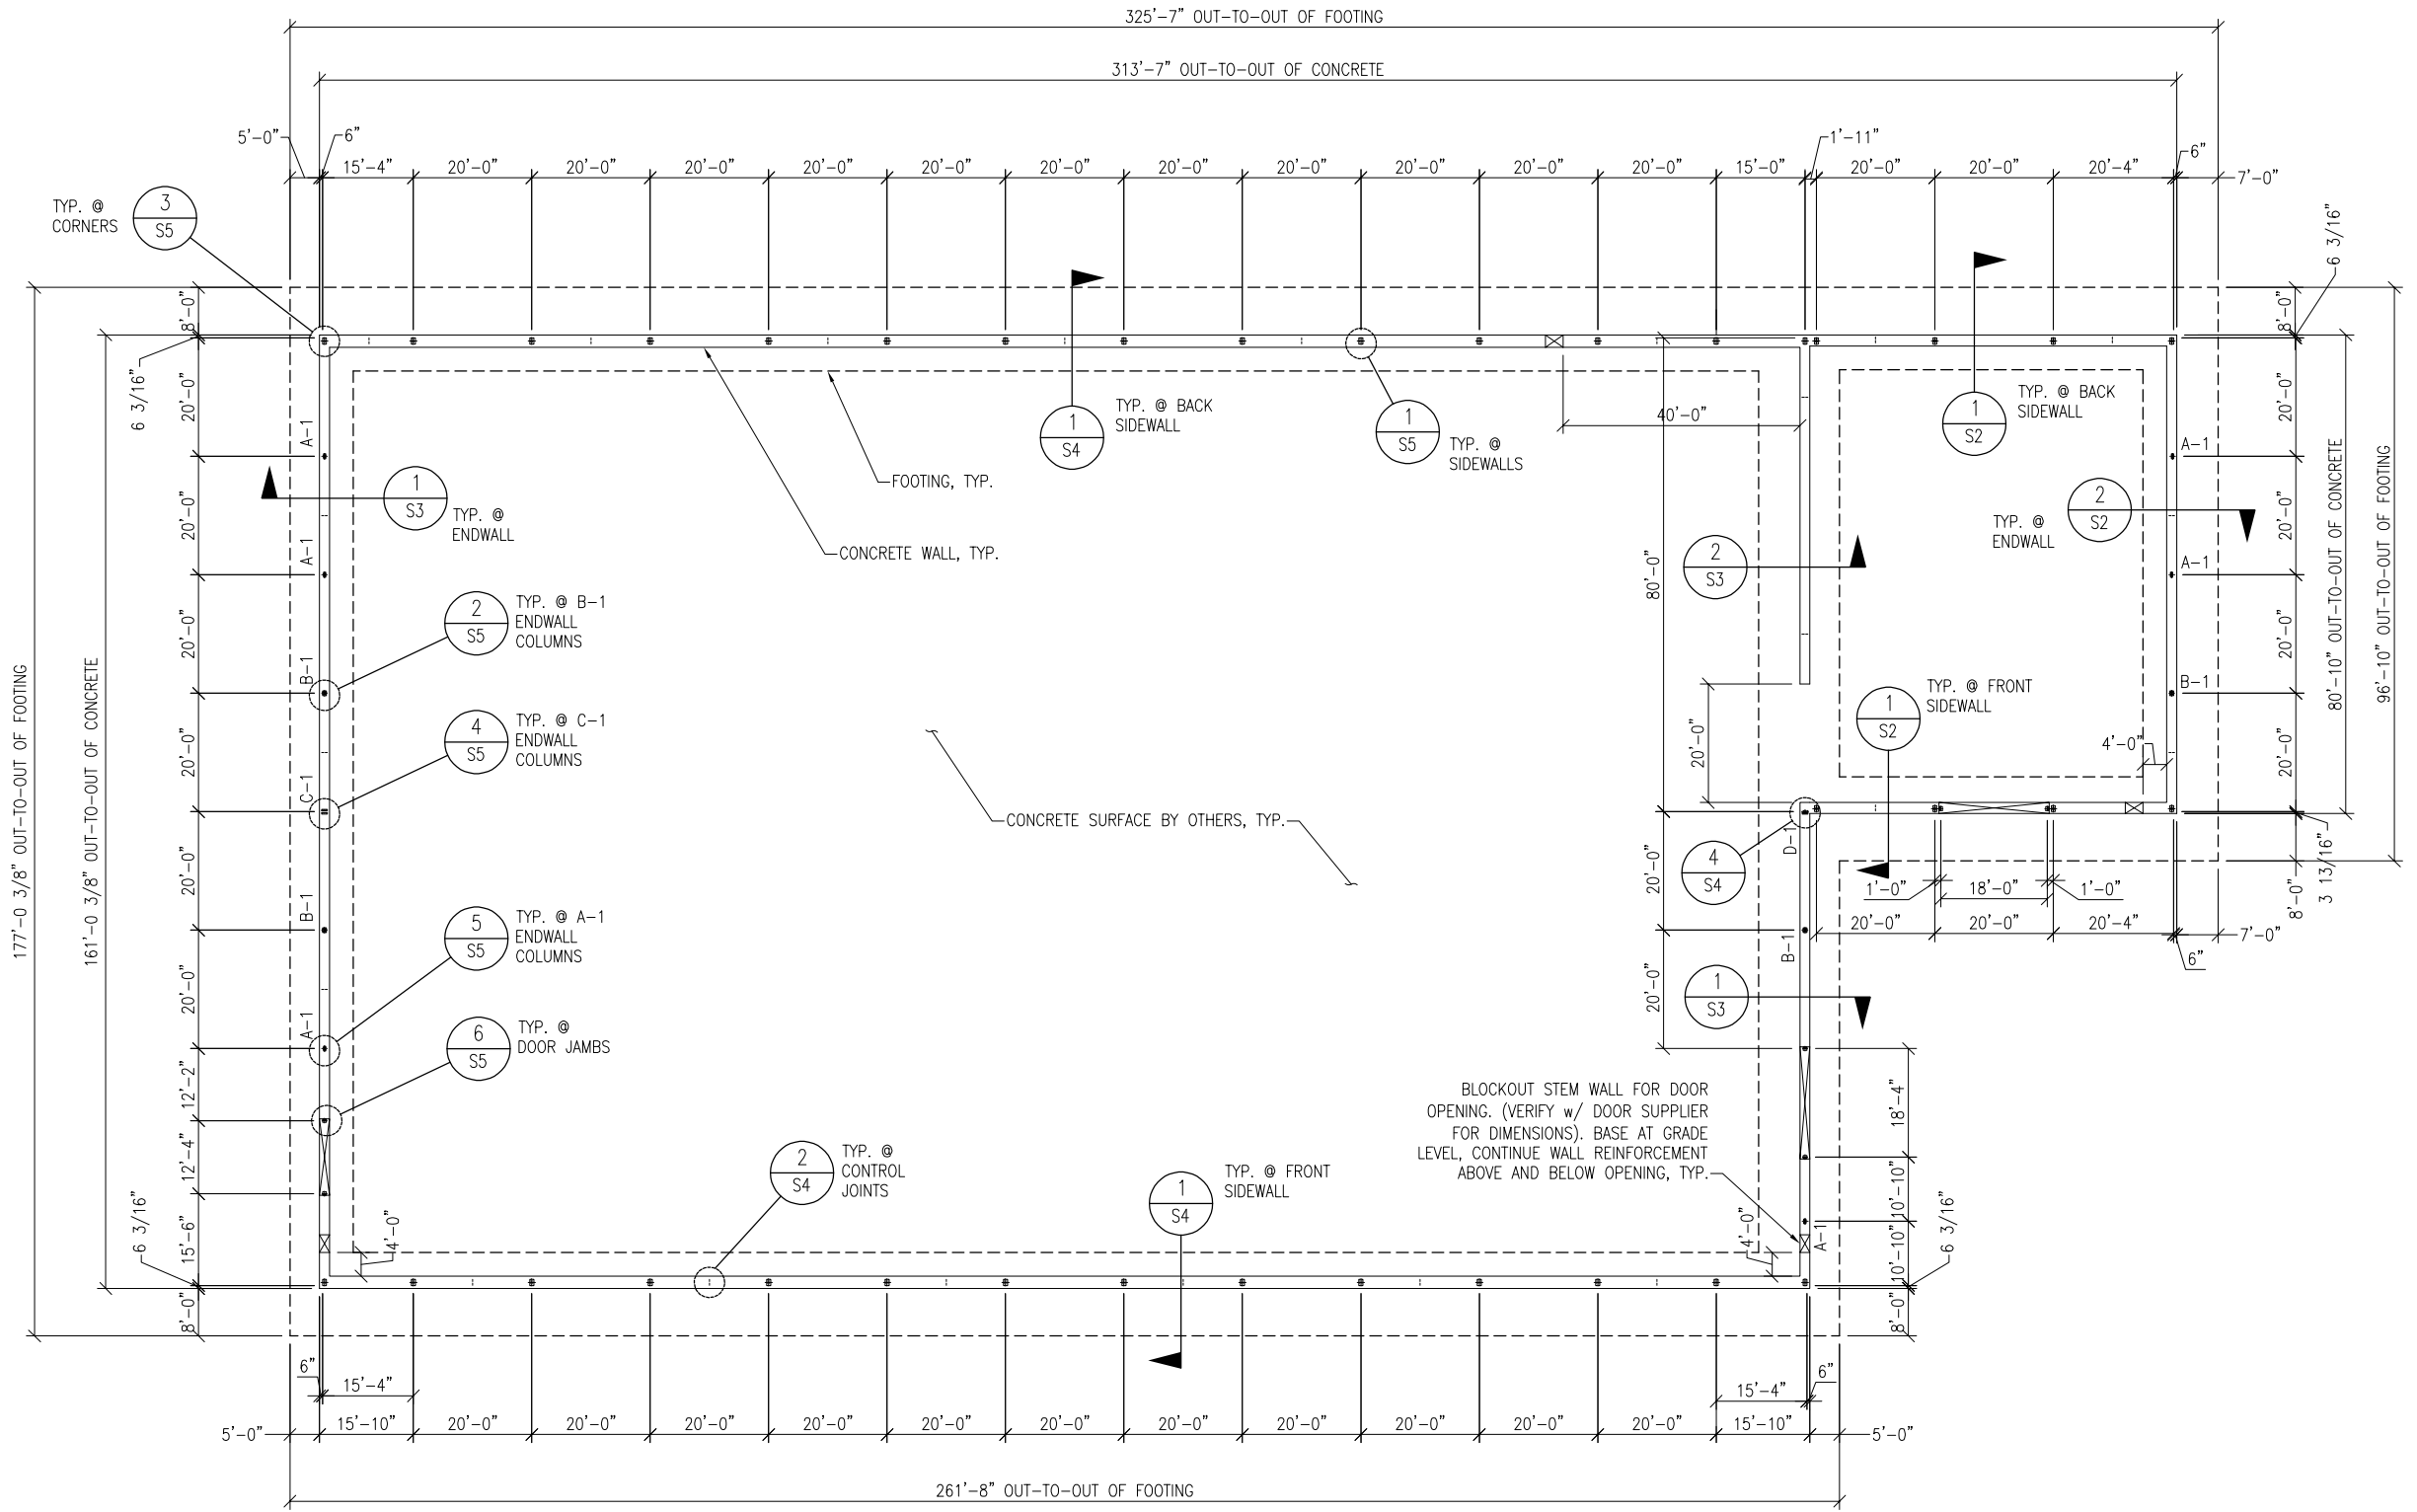 325'-7" OUT-TO-OUT OF FOOTING
313'-7" OUT-TO-OUT OF CONCRETE
5'-0"
6"
1'-11"
6"
7'-0"
15'-4"
20'-0"
20'-0"
20'-0"
20'-0"
20'-0"
20'-0"
20'-0"
20'-0"
20'-0"
20'-0"
20'-0"
15'-0"
20'-0"
20'-0"
20'-4"
TYP. @
CORNERS
3
S5
6 3/16"
8'-0"
8'-0"
6 3/16"
20'-0"
A-1
20'-0"
A-1
20'-0"
B-1
20'-0"
C-1
20'-0"
B-1
20'-0"
A-1
12'-2"
12'-4"
15'-6"
6 3/16"
8'-0"
177'-0 3/8" OUT-TO-OUT OF FOOTING
161'-0 3/8" OUT-TO-OUT OF CONCRETE
1
S4
TYP. @ BACK
SIDEWALL
1
S5
TYP. @
SIDEWALLS
40'-0"
1
S2
TYP. @ BACK
SIDEWALL
FOOTING, TYP.
CONCRETE WALL, TYP.
1
S3
TYP. @
ENDWALL
2
S5
TYP. @ B-1
ENDWALL
COLUMNS
4
S5
TYP. @ C-1
ENDWALL
COLUMNS
5
S5
TYP. @ A-1
ENDWALL
COLUMNS
6
S5
TYP. @
DOOR JAMBS
80'-0"
2
S3
TYP. @
ENDWALL
2
S2
A-1
A-1
B-1
20'-0"
20'-0"
20'-0"
20'-0"
80'-10" OUT-TO-OUT OF CONCRETE
96'-10" OUT-TO-OUT OF FOOTING
1
S2
TYP. @ FRONT
SIDEWALL
4'-0"
20'-0"
CONCRETE SURFACE BY OTHERS, TYP.
D-1
4
S4
20'-0"
B-1
20'-0"
1
S3
1'-0"
18'-0"
1'-0"
20'-0"
20'-0"
20'-4"
7'-0"
6"
8'-0"
3 13/16"
BLOCKOUT STEM WALL FOR DOOR
OPENING. (VERIFY w/ DOOR SUPPLIER
FOR DIMENSIONS). BASE AT GRADE
LEVEL, CONTINUE WALL REINFORCEMENT
ABOVE AND BELOW OPENING, TYP.
18'-4"
10'-10"
A-1
10'-10"
6 3/16"
8'-0"
2
S4
TYP. @
CONTROL
JOINTS
1
S4
TYP. @ FRONT
SIDEWALL
4'-0"
4'-0"
6"
15'-4"
15'-4"
6"
5'-0"
15'-10"
20'-0"
20'-0"
20'-0"
20'-0"
20'-0"
20'-0"
20'-0"
20'-0"
20'-0"
20'-0"
20'-0"
15'-10"
5'-0"
261'-8" OUT-TO-OUT OF FOOTING